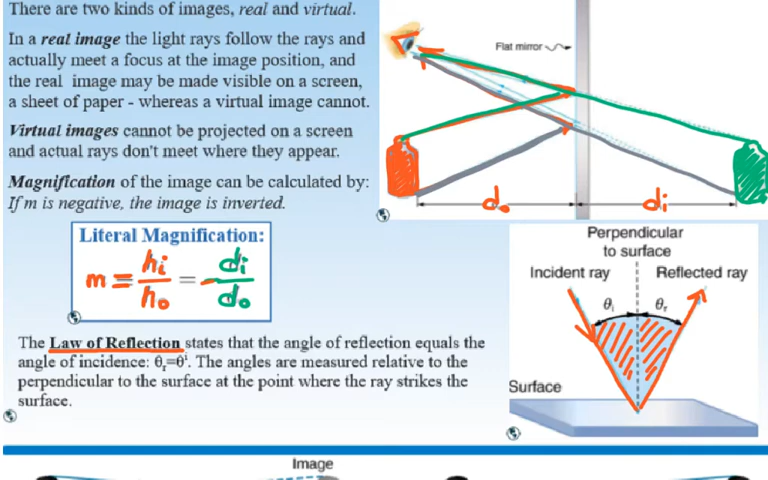 There are two kinds of images, real and virtual.
In a real image the light rays follow the rays and
actually meet a focus at the image position, and
the real image may be made visible on a screen,
a sheet of paper - whereas a virtual image cannot.
Virtual images cannot be projected on a screen
and actual rays don't meet where they appear.
Magnification of the image can be calculated by:
If m is negative, the image is inverted.
Literal Magnification:
m = hi/ho = -di/do
The Law of Reflection states that the angle of reflection equals the
angle of incidence: θr=θi. The angles are measured relative to the
perpendicular to the surface at the point where the ray strikes the
surface.
Flat mirror
do
di
Perpendicular
to surface
Incident ray
Reflected ray
θi
θr
Surface
Image